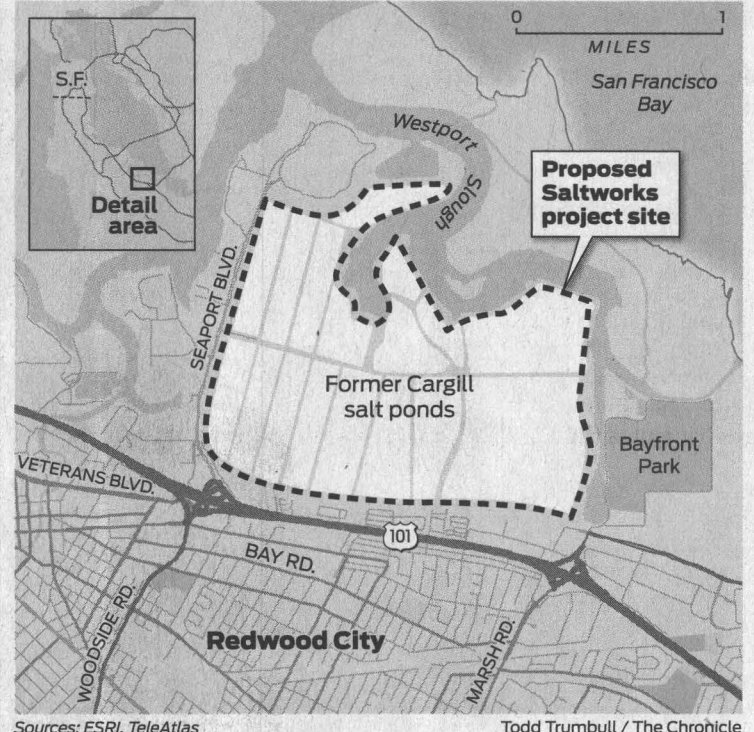 0 1
MILES
San Francisco
Bay
S.F.
Detail
area
Westport
Slough
Proposed
Saltworks
project site
SEAPORT BLVD.
Former Cargill
salt ponds
Bayfront
Park
VETERANS BLVD.
101
BAY RD.
WOODSIDE RD.
Redwood City
MARSH RD.
Sources: ESRI, TeleAtlas
Todd Trumbull / The Chronicle